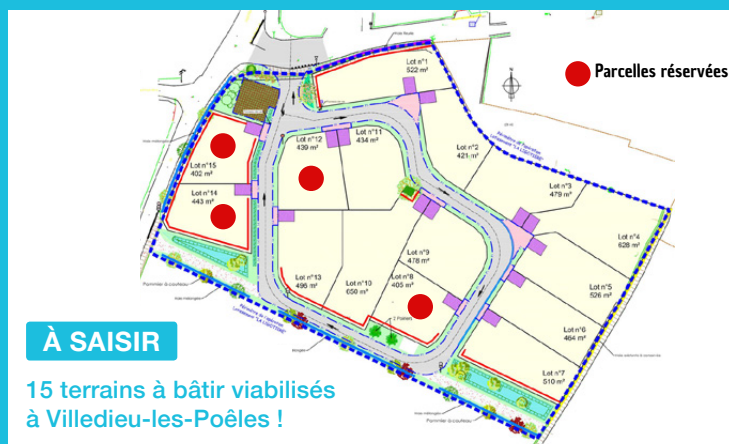 Parcelles réservées
Lot n°1
522 m²
Lot n°2
421 m²
Lot n°3
479 m²
Lot n°4
628 m²
Lot n°5
526 m²
Lot n°6
464 m²
Lot n°7
510 m²
Lot n°8
405 m²
Lot n°9
478 m²
Lot n°10
650 m²
Lot n°11
434 m²
Lot n°12
439 m²
Lot n°13
496 m²
Lot n°14
443 m²
Lot n°15
402 m²
2 Poiriers
À SAISIR
15 terrains à bâtir viabilisés
à Villedieu-les-Poêles !